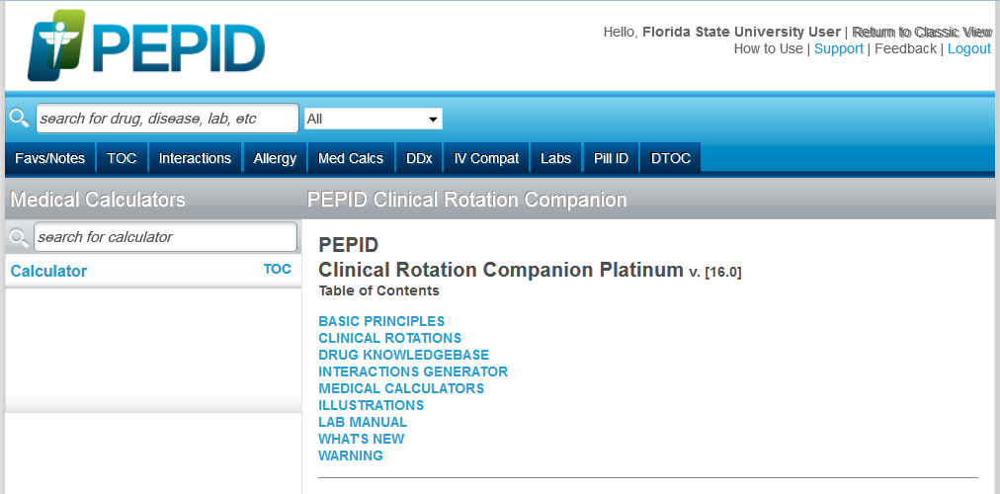 PEPID
Hello, Florida State University User | Return to Classic View
How to Use | Support | Feedback | Logout
search for drug, disease, lab, etc
All
Favs/Notes TOC Interactions Allergy Med Calcs DDx IV Compat Labs Pill ID DTOC
Medical Calculators
PEPID Clinical Rotation Companion
search for calculator
Calculator TOC
PEPID
Clinical Rotation Companion Platinum v. [16.0]
Table of Contents
BASIC PRINCIPLES
CLINICAL ROTATIONS
DRUG KNOWLEDGEBASE
INTERACTIONS GENERATOR
MEDICAL CALCULATORS
ILLUSTRATIONS
LAB MANUAL
WHAT'S NEW
WARNING